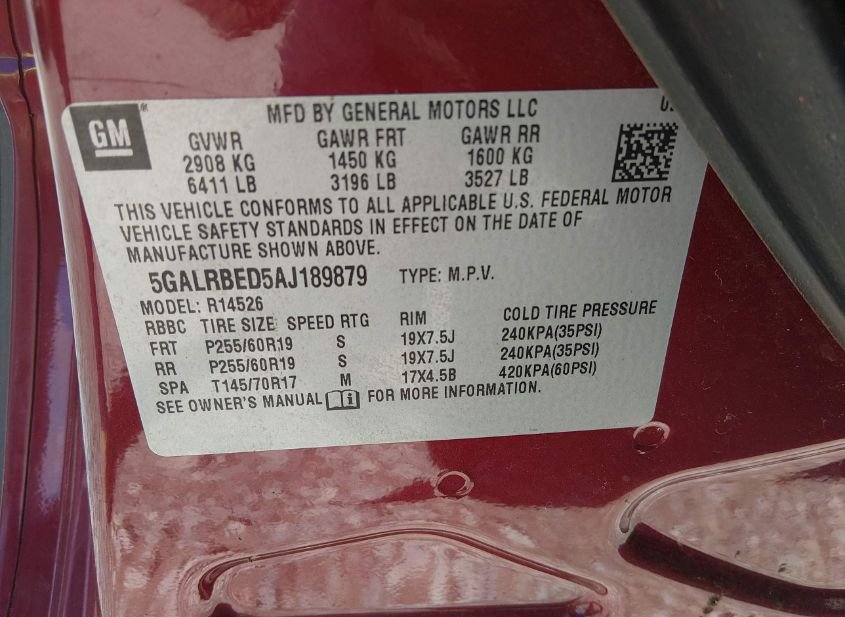 GM
MFD BY GENERAL MOTORS LLC
GVWR GAWR FRT GAWR RR
2908 KG 1450 KG 1600 KG
6411 LB 3196 LB 3527 LB
THIS VEHICLE CONFORMS TO ALL APPLICABLE U.S. FEDERAL MOTOR
VEHICLE SAFETY STANDARDS IN EFFECT ON THE DATE OF
MANUFACTURE SHOWN ABOVE.
5GALRBED5AJ189879 TYPE: M.P.V.
MODEL: R14526
RBBC TIRE SIZE SPEED RTG RIM COLD TIRE PRESSURE
FRT P255/60R19 S 19X7.5J 240KPA(35PSI)
RR P255/60R19 S 19X7.5J 240KPA(35PSI)
SPA T145/70R17 M 17X4.5B 420KPA(60PSI)
SEE OWNER'S MANUAL FOR MORE INFORMATION.